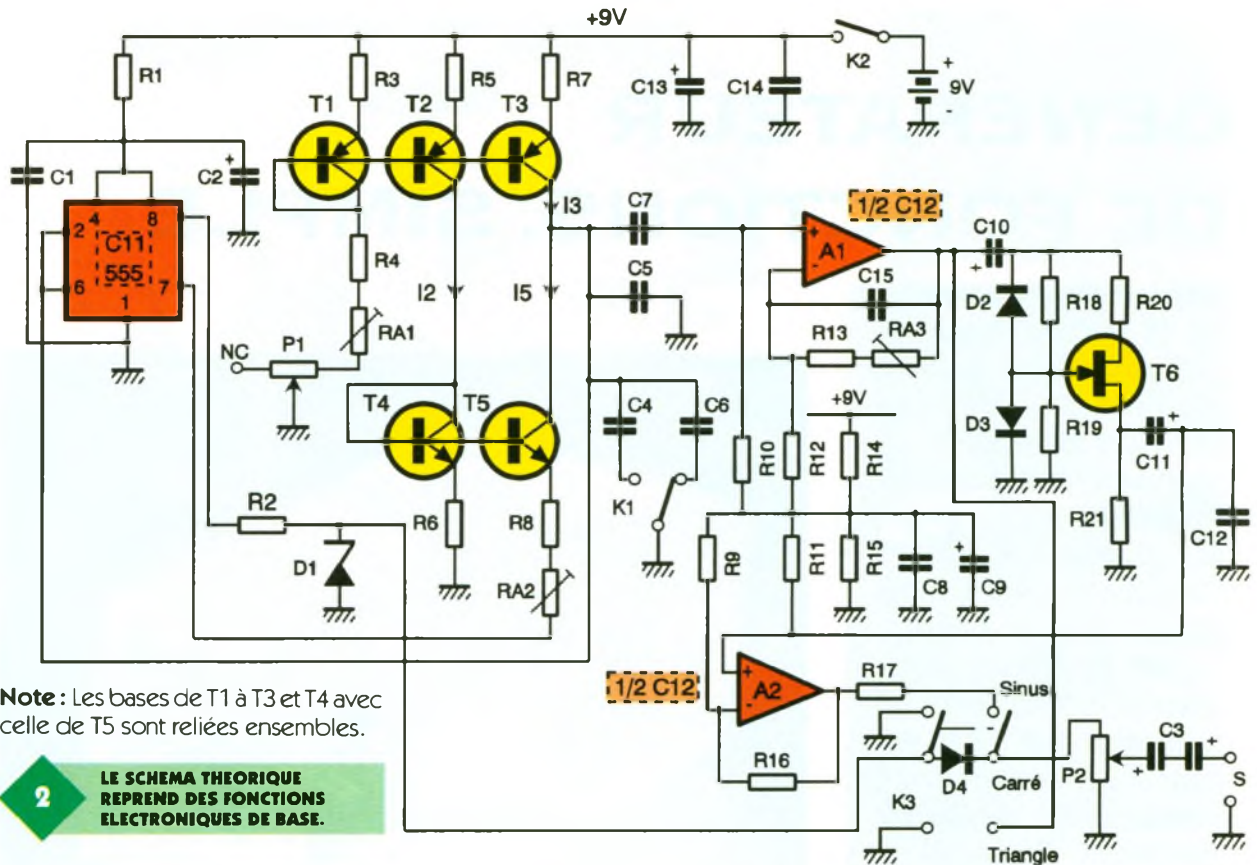 +9V
R1
R3
R5
R7
K2
+
9V
-
C13
+
C14
T1
T2
T3
C1
C2
+
4
8
2
C11
555
6
7
1
I3
C7
1/2 C12
C10
+
R4
I2
I5
C5
+
A1
-
C15
D2
R18
R20
RA1
NC
P1
R13
RA3
T6
T4
T5
C4
C6
+9V
D3
R19
C11
+
R10
R12
R14
R2
R6
R8
K1
R21
C12
D1
RA2
R9
R11
R15
C8
+
C9
1/2 C12
+
A2
-
R17
Sinus
R16
D4
Carré
P2
C3
+
+
S
K3
Triangle
Note : Les bases de T1 à T3 et T4 avec
celle de T5 sont reliées ensembles.
2
LE SCHEMA THEORIQUE
REPREND DES FONCTIONS
ELECTRONIQUES DE BASE.